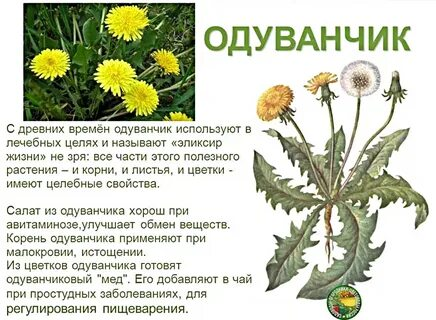 ОДУВАНЧИК
С древних времён одуванчик используют в
лечебных целях и называют «эликсир
жизни» не зря: все части этого полезного
растения – и корни, и листья, и цветки -
имеют целебные свойства.
Салат из одуванчика хорош при
авитаминозе,улучшает обмен веществ.
Корень одуванчика применяют при
малокровии, истощении.
Из цветков одуванчика готовят
одуванчиковый "мед". Его добавляют в чай
при простудных заболеваниях, для
регулирования пищеварения.